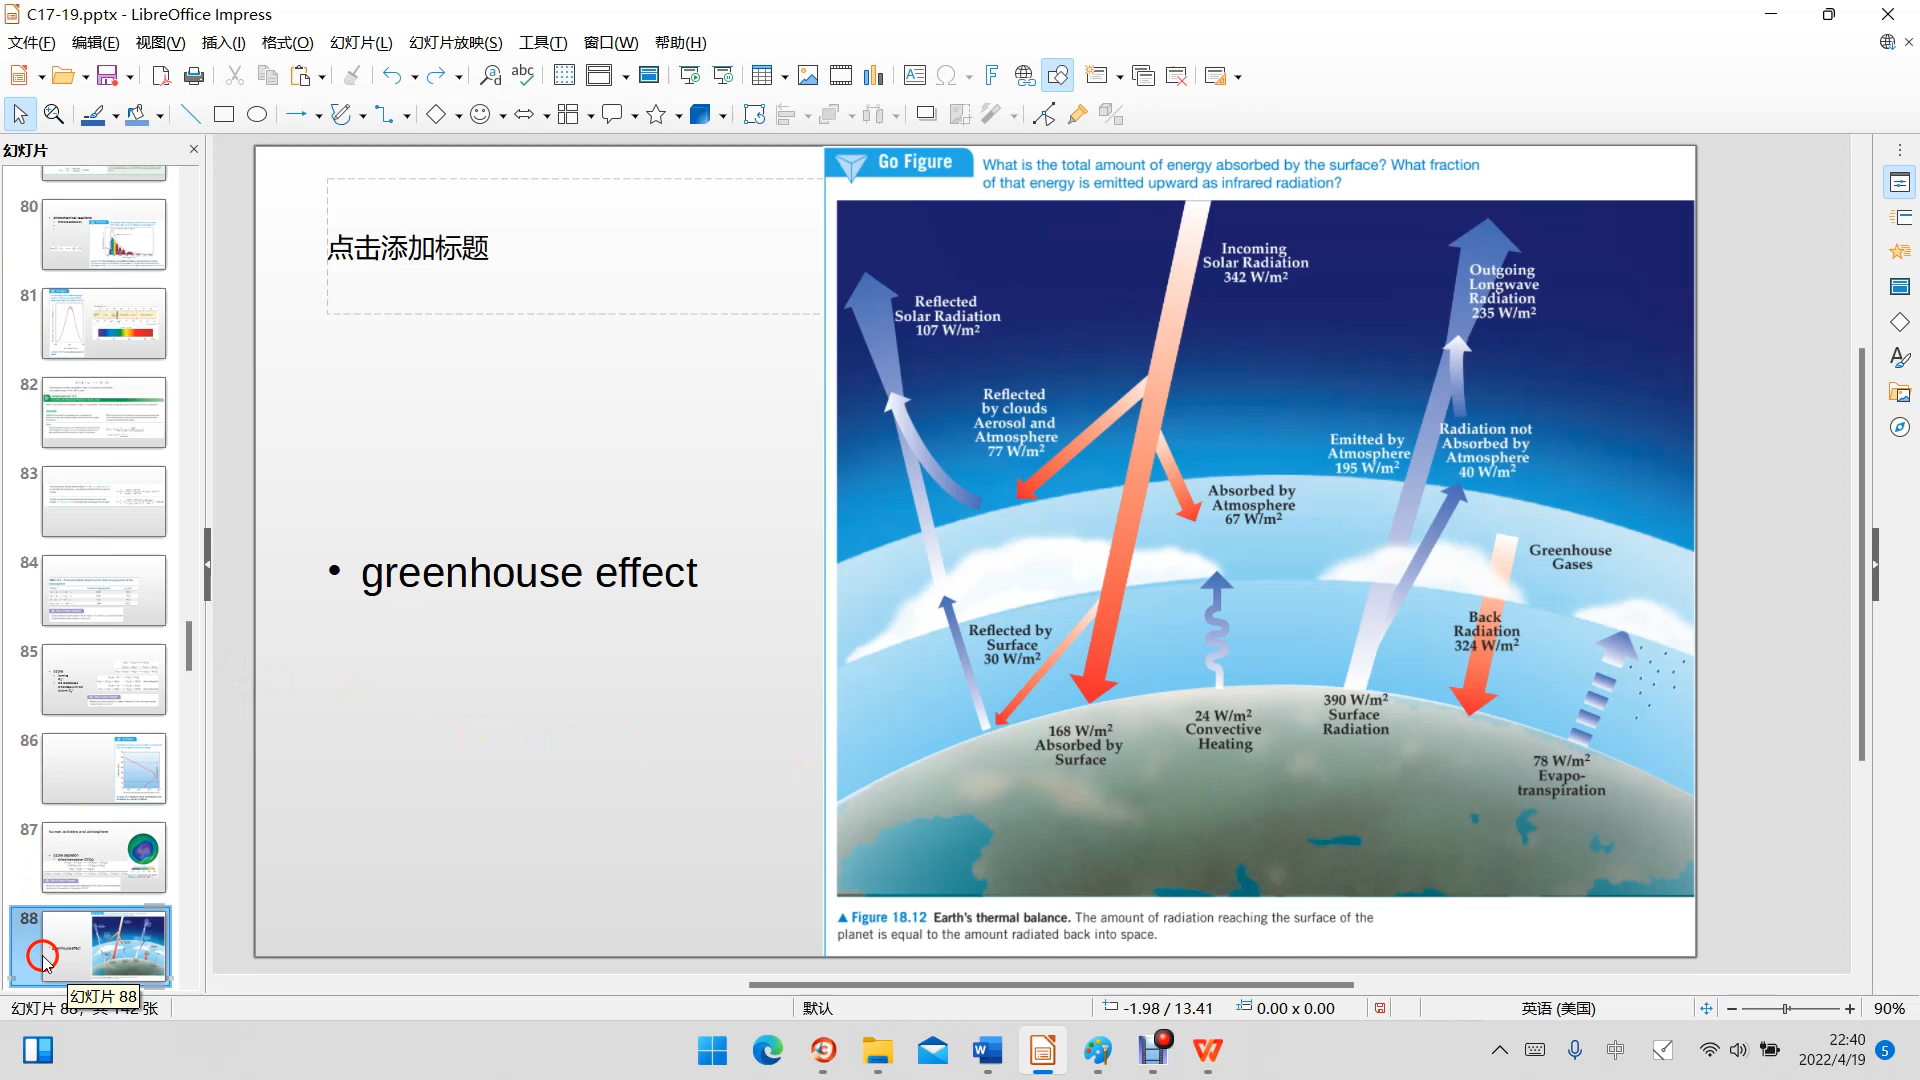 C17-19.pptx - LibreOffice Impress
文件(F) 编辑(E) 视图(V) 插入(I) 格式(O) 幻灯片(L) 幻灯片放映(S) 工具(T) 窗口(W) 帮助(H)
幻灯片
80
81
82
83
84
85
86
87
88
点击添加标题
• greenhouse effect
Go Figure
What is the total amount of energy absorbed by the surface? What fraction
of that energy is emitted upward as infrared radiation?
Incoming
Solar Radiation
342 W/m²
Outgoing
Longwave
Radiation
235 W/m²
Reflected
Solar Radiation
107 W/m²
Reflected
by clouds
Aerosol and
Atmosphere
77 W/m²
Emitted by
Atmosphere
195 W/m²
Radiation not
Absorbed by
Atmosphere
40 W/m²
Absorbed by
Atmosphere
67 W/m²
Greenhouse
Gases
Reflected by
Surface
30 W/m²
Back
Radiation
324 W/m²
168 W/m²
Absorbed by
Surface
24 W/m²
Convective
Heating
390 W/m²
Surface
Radiation
78 W/m²
Evapo-
transpiration
▲ Figure 18.12 Earth's thermal balance. The amount of radiation reaching the surface of the
planet is equal to the amount radiated back into space.
幻灯片 88
幻灯片 88, 共 142 张
默认
-1.98 / 13.41
0.00 x 0.00
英语 (美国)
90%
中
22:40
2022/4/19
5